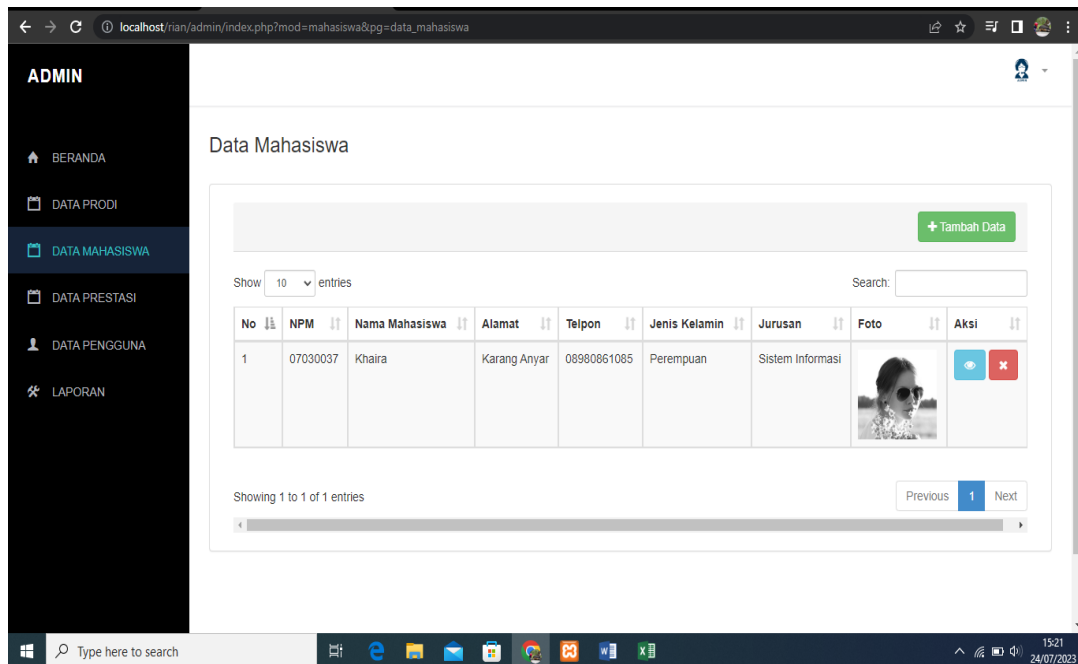 localhost/rian/admin/index.php?mod=mahasiswa&pg=data_mahasiswa
ADMIN
BERANDA
DATA PRODI
DATA MAHASISWA
DATA PRESTASI
DATA PENGGUNA
LAPORAN
Data Mahasiswa
+ Tambah Data
Show 10 entries Search:
No NPM Nama Mahasiswa Alamat Telpon Jenis Kelamin Jurusan Foto Aksi
1 07030037 Khaira Karang Anyar 08980861085 Perempuan Sistem Informasi
Showing 1 to 1 of 1 entries Previous 1 Next
Type here to search
15:21
24/07/2023